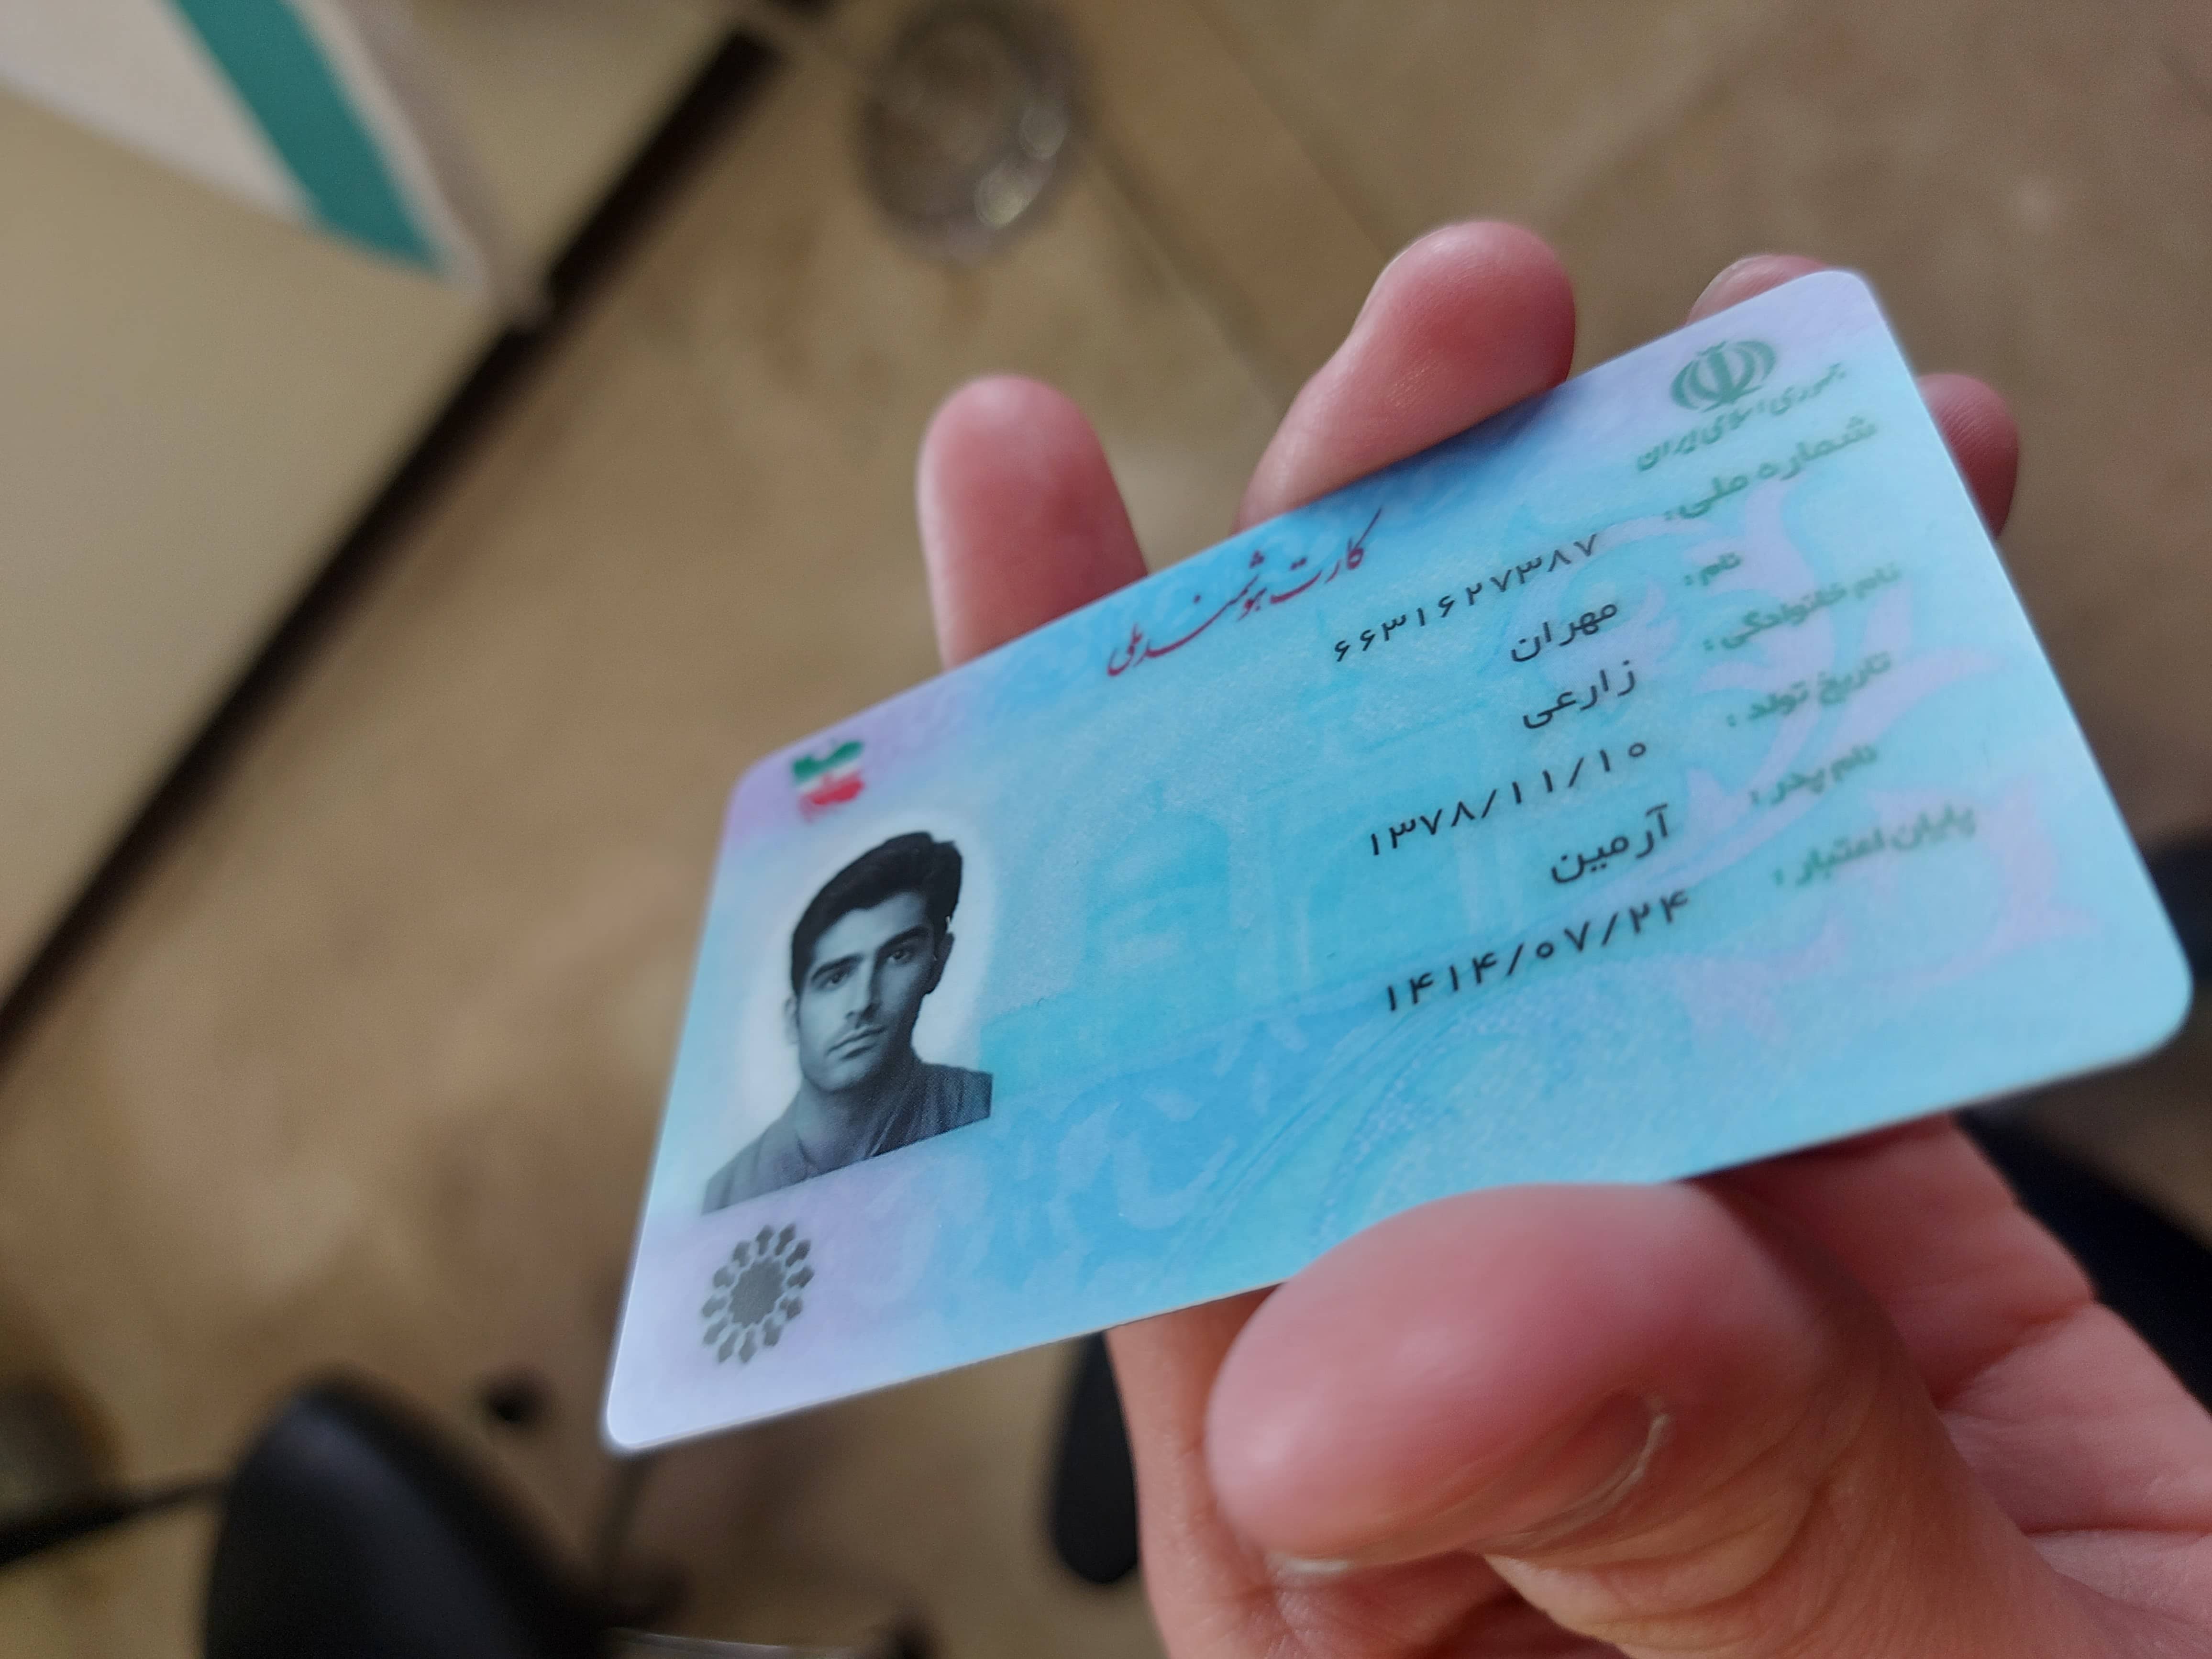 جمهوری اسلامی ایران
کارت هوشمند ملی
شماره ملی: ۶۶۳۱۶۲۷۳۸۷
نام: مهران
نام خانوادگی: زارعی
تاریخ تولد: ۱۳۷۸/۱۱/۱۰
نام پدر: آرمین
پایان اعتبار: ۱۴۱۴/۰۷/۲۴